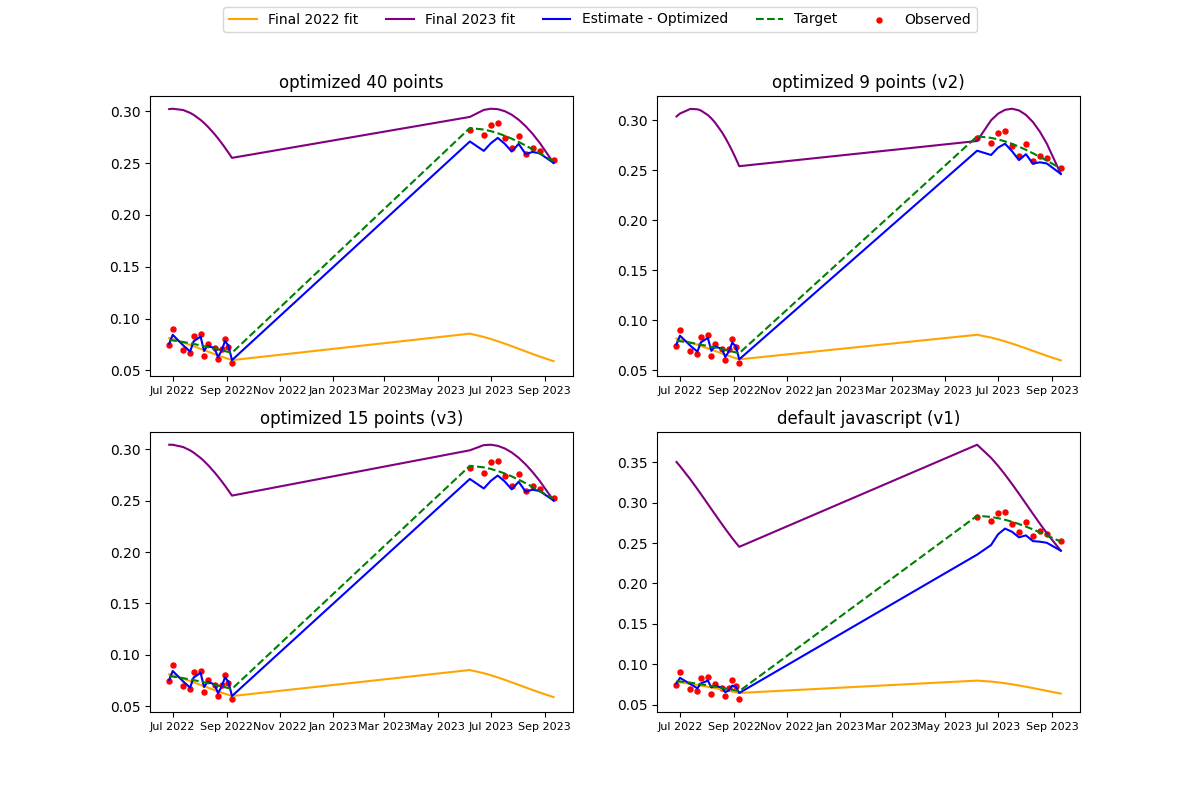 Final 2022 fit Final 2023 fit Estimate - Optimized Target Observed
optimized 40 points
0.30
0.25
0.20
0.15
0.10
0.05
Jul 2022 Sep 2022 Nov 2022 Jan 2023 Mar 2023 May 2023 Jul 2023 Sep 2023
optimized 9 points (v2)
0.30
0.25
0.20
0.15
0.10
0.05
Jul 2022 Sep 2022 Nov 2022 Jan 2023 Mar 2023 May 2023 Jul 2023 Sep 2023
optimized 15 points (v3)
0.30
0.25
0.20
0.15
0.10
0.05
Jul 2022 Sep 2022 Nov 2022 Jan 2023 Mar 2023 May 2023 Jul 2023 Sep 2023
default javascript (v1)
0.35
0.30
0.25
0.20
0.15
0.10
0.05
Jul 2022 Sep 2022 Nov 2022 Jan 2023 Mar 2023 May 2023 Jul 2023 Sep 2023